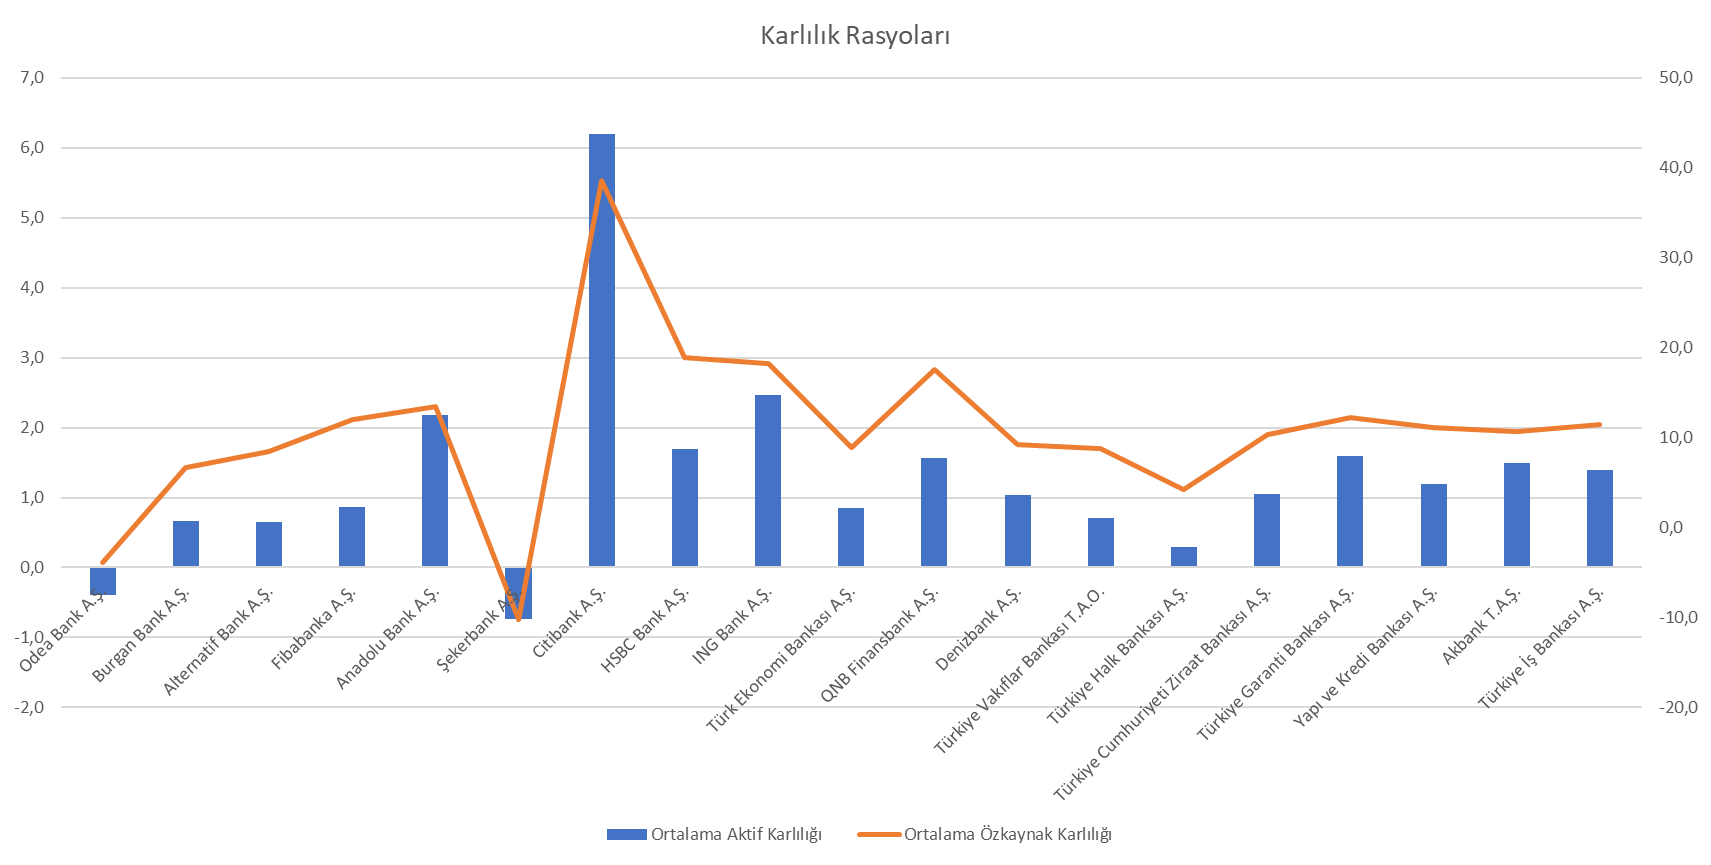 Karlılık Rasyoları
7,0
6,0
5,0
4,0
3,0
2,0
1,0
0,0
-1,0
-2,0
50,0
40,0
30,0
20,0
10,0
0,0
-10,0
-20,0
Odea Bank A.Ş.
Burgan Bank A.Ş.
Alternatif Bank A.Ş.
Fibabanka A.Ş.
Anadolu Bank A.Ş.
Şekerbank A.Ş.
Citibank A.Ş.
HSBC Bank A.Ş.
ING Bank A.Ş.
Türk Ekonomi Bankası A.Ş.
QNB Finansbank A.Ş.
Denizbank A.Ş.
Türkiye Vakıflar Bankası T.A.O.
Türkiye Halk Bankası A.Ş.
Türkiye Cumhuriyeti Ziraat Bankası A.Ş.
Türkiye Garanti Bankası A.Ş.
Yapı ve Kredi Bankası A.Ş.
Akbank T.A.Ş.
Türkiye İş Bankası A.Ş.
Ortalama Aktif Karlılığı
Ortalama Özkaynak Karlılığı